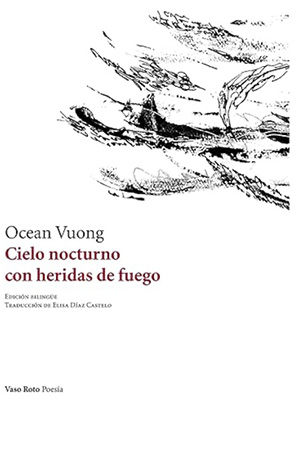 Ocean Vuong
Cielo nocturno
con heridas de fuego
Edición bilingüe
Traducción de Elisa Díaz Castelo
Vaso Roto Poesía